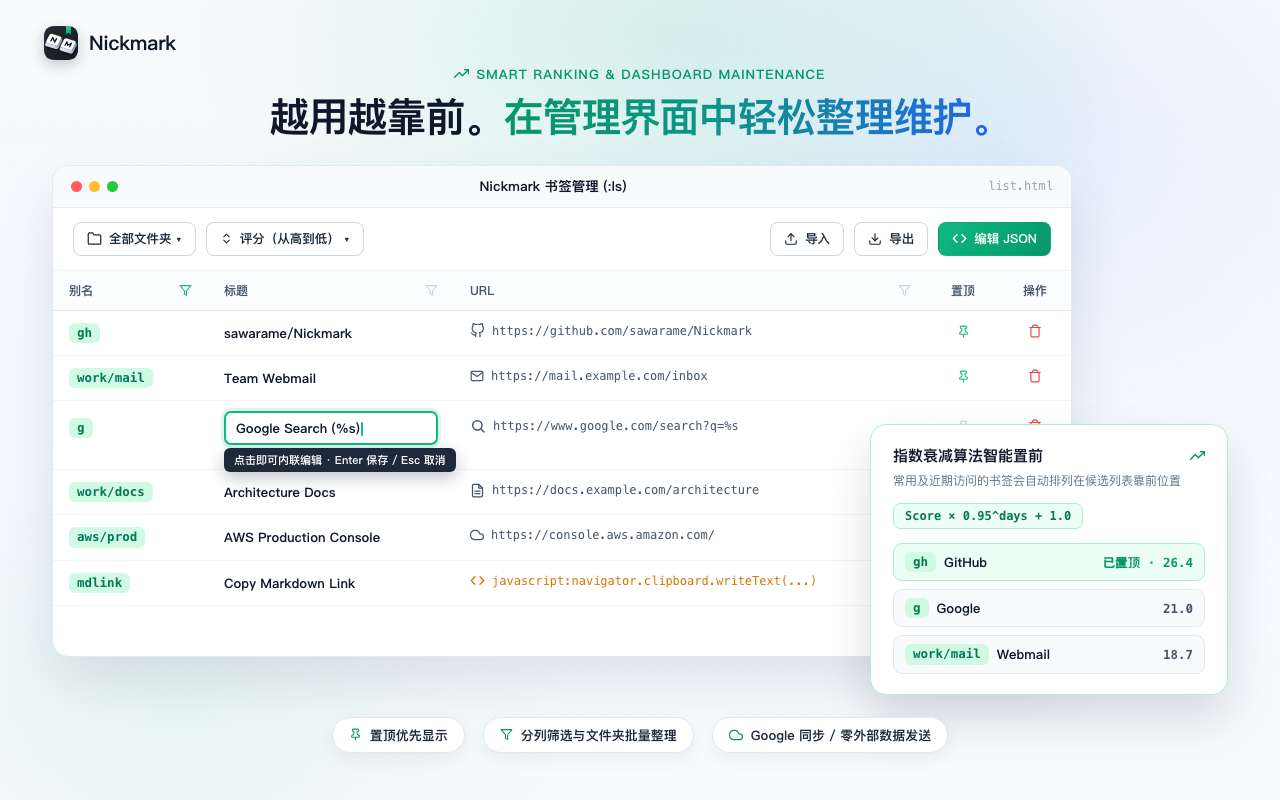 N M
Nickmark
SMART RANKING & DASHBOARD MAINTENANCE
越用越靠前。在管理界面中轻松整理维护。
Nickmark 书签管理 (:ls)
list.html
全部文件夹 ▾
评分（从高到低） ▾
导入
导出
编辑 JSON
别名 标题 URL 置顶 操作
gh sawarame/Nickmark https://github.com/sawarame/Nickmark
work/mail Team Webmail https://mail.example.com/inbox
g Google Search (%s) https://www.google.com/search?q=%s
点击即可内联编辑 · Enter 保存 / Esc 取消
work/docs Architecture Docs https://docs.example.com/architecture
aws/prod AWS Production Console https://console.aws.amazon.com/
mdlink Copy Markdown Link javascript:navigator.clipboard.writeText(...)
指数衰减算法智能置前
常用及近期访问的书签会自动排列在候选列表靠前位置
Score × 0.95^days + 1.0
gh GitHub 已置顶 · 26.4
g Google 21.0
work/mail Webmail 18.7
置顶优先显示
分列筛选与文件夹批量整理
Google 同步 / 零外部数据发送